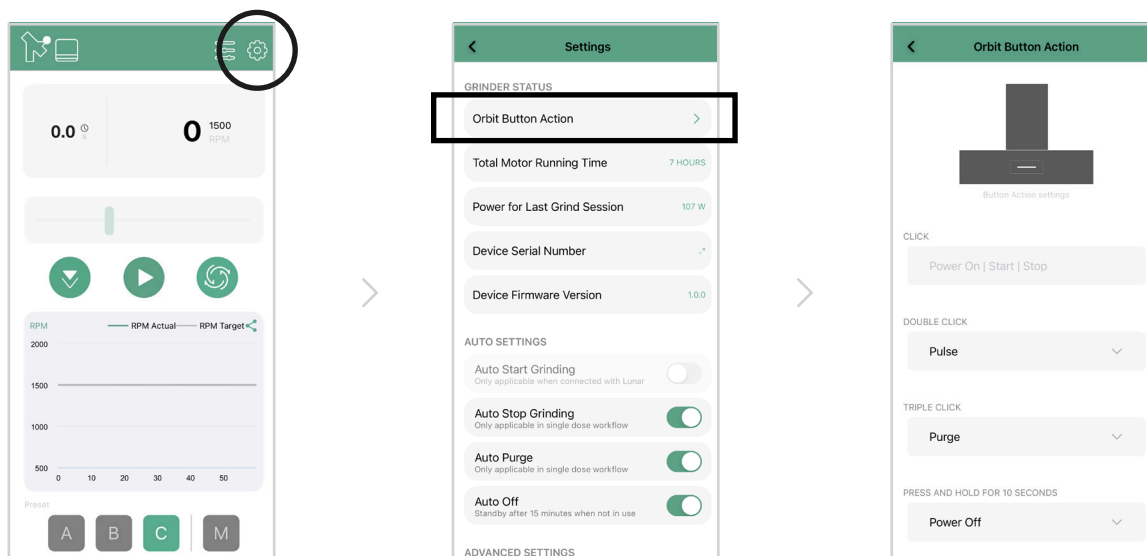 0.0 s
0 1500
RPM
RPM
RPM Actual
RPM Target
2000
1500
1000
500
0 10 20 30 40 50
Preset
A B C M
Settings
GRINDER STATUS
Orbit Button Action
Total Motor Running Time 7 HOURS
Power for Last Grind Session 107 W
Device Serial Number
Device Firmware Version 1.0.0
AUTO SETTINGS
Auto Start Grinding
Only applicable when connected with Lunar
Auto Stop Grinding
Only applicable in single dose workflow
Auto Purge
Only applicable in single dose workflow
Auto Off
Standby after 15 minutes when not in use
ADVANCED SETTINGS
Orbit Button Action
Button Action settings
CLICK
Power On | Start | Stop
DOUBLE CLICK
Pulse
TRIPLE CLICK
Purge
PRESS AND HOLD FOR 10 SECONDS
Power Off